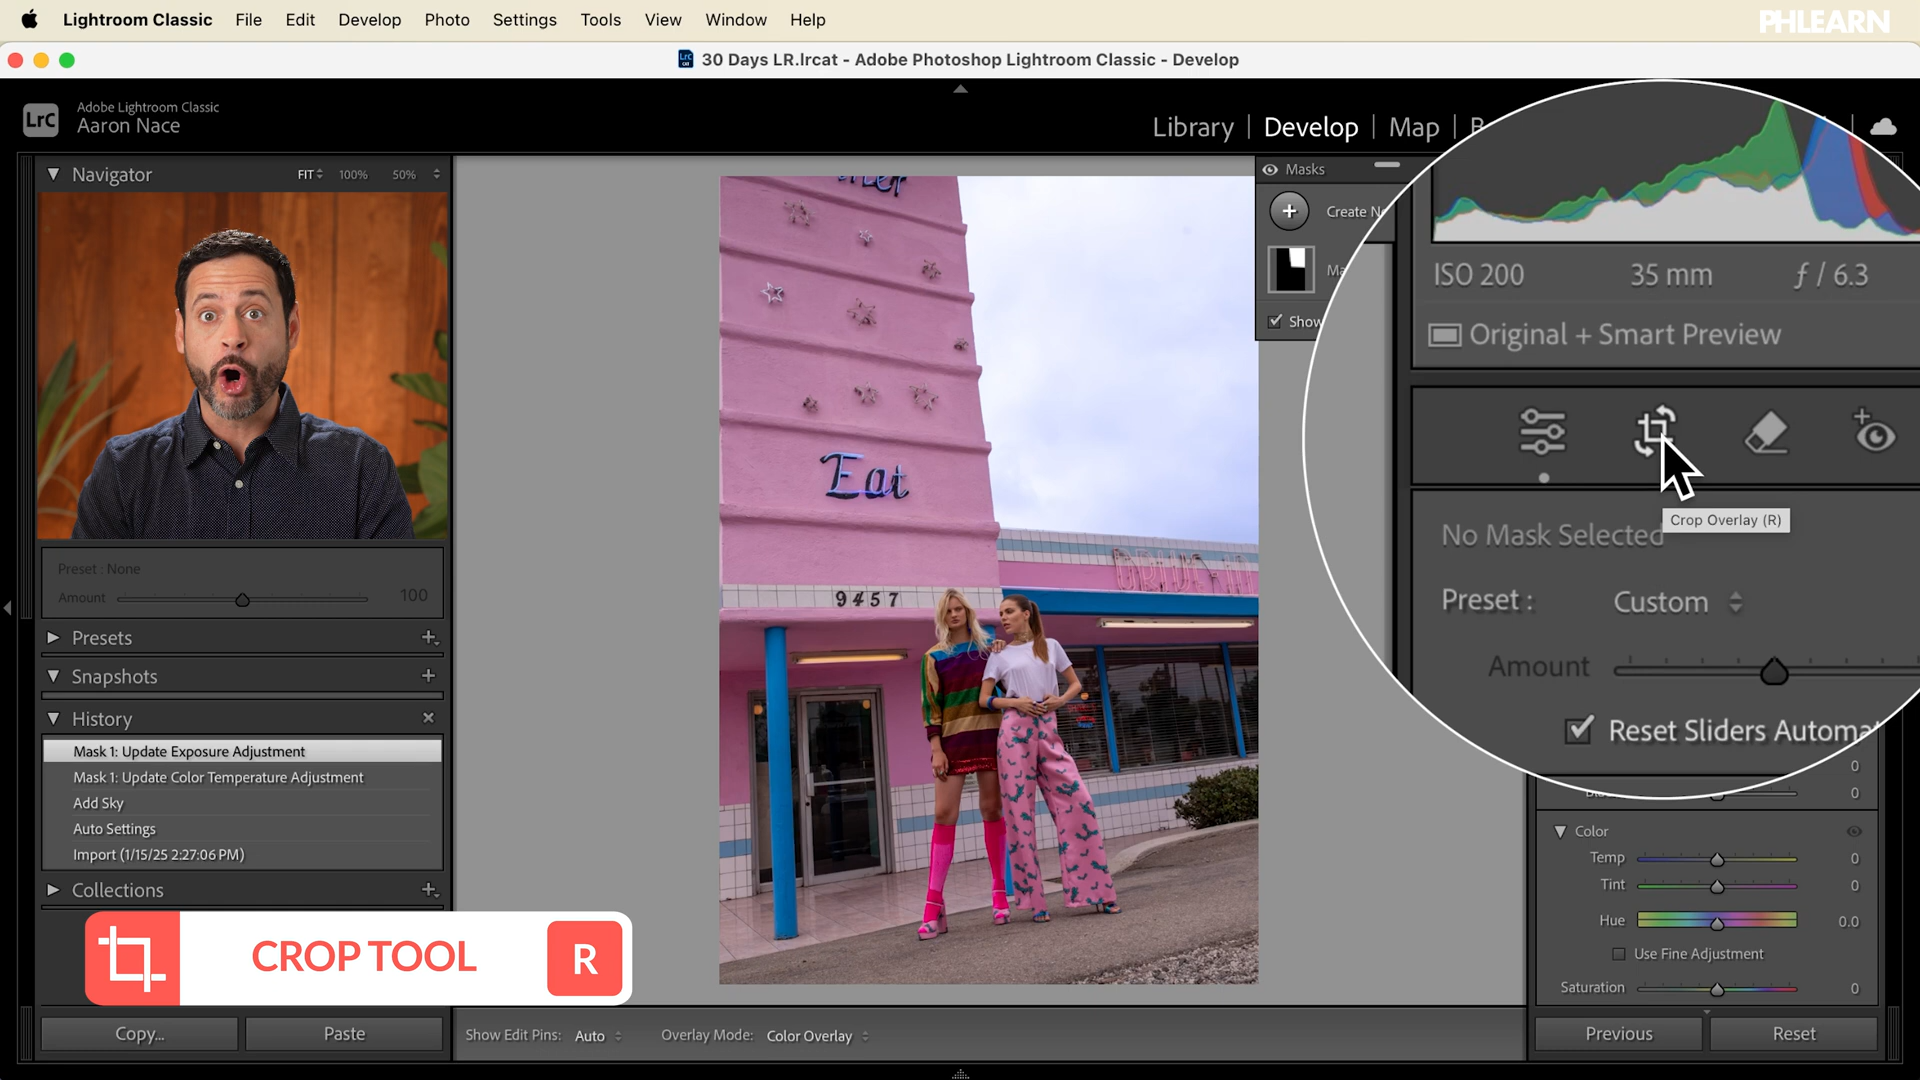 Lightroom Classic File Edit Develop Photo Settings Tools View Window Help
PHLEARN
30 Days LR.lrcat - Adobe Photoshop Lightroom Classic - Develop
LrC
Adobe Lightroom Classic
Aaron Nace
Library | Develop | Map |
Navigator FIT 100% 50%
Masks
Create N
Show
ISO 200 35 mm ƒ / 6.3
Original + Smart Preview
Crop Overlay (R)
No Mask Selected
Preset : Custom
Amount
Reset Sliders Automa
Eat
DRIVE-IN
9457
Preset : None
Amount 100
Presets
Snapshots
History
Mask 1: Update Exposure Adjustment
Mask 1: Update Color Temperature Adjustment
Add Sky
Auto Settings
Import (1/15/25 2:27:06 PM)
Collections
0
0
Color
Temp 0
Tint 0
Hue 0.0
Use Fine Adjustment
Saturation 0
CROP TOOL R
Copy... Paste
Show Edit Pins: Auto Overlay Mode: Color Overlay
Previous Reset